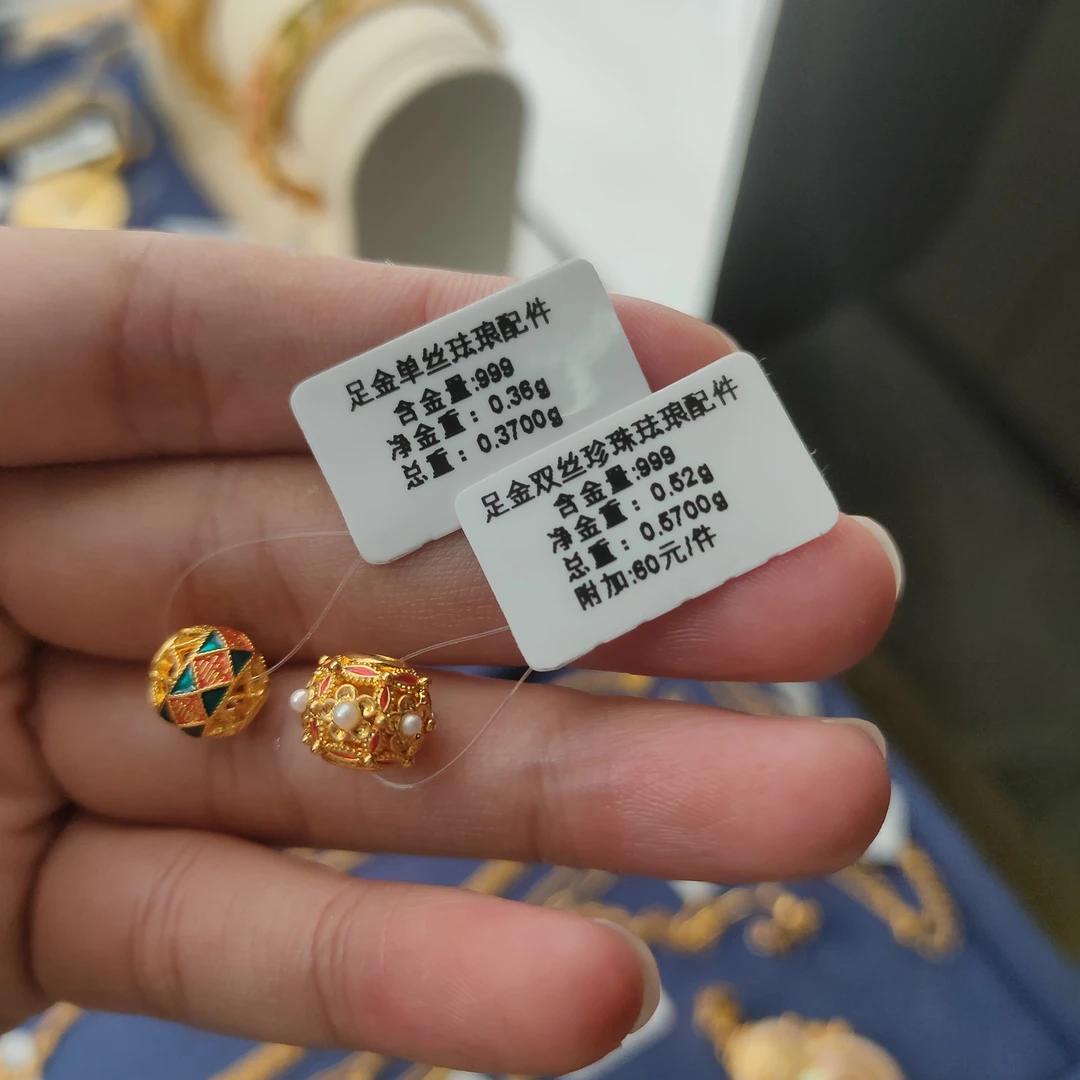 足金单丝珐琅配件
含金量:999
净金重: 0.36g
总重: 0.3700g
足金双丝珍珠珐琅配件
含金量:999
净金重: 0.52g
总重: 0.5700g
附加:60元/件